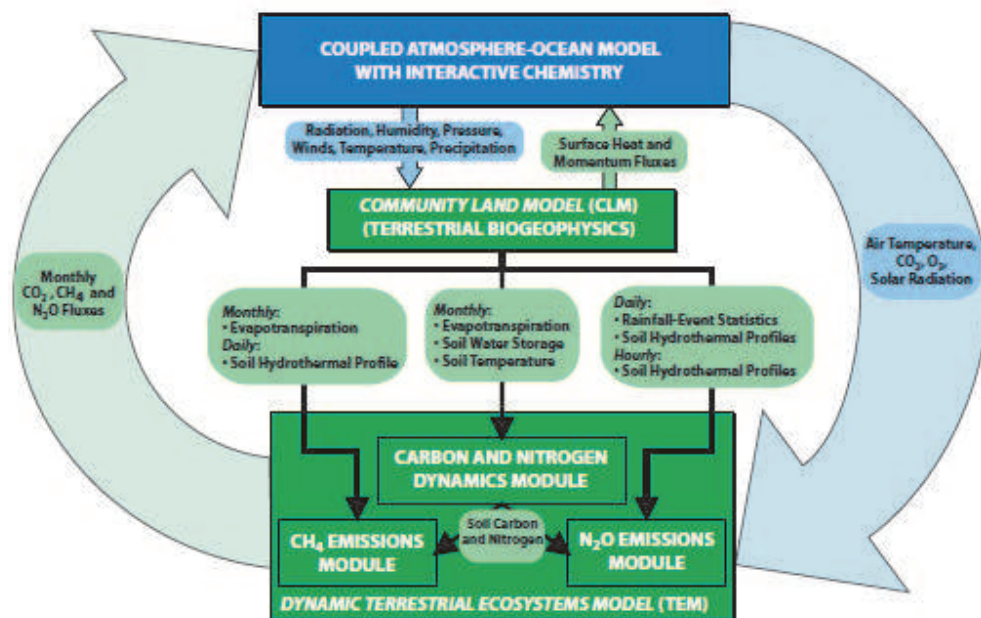 COUPLED ATMOSPHERE-OCEAN MODEL
WITH INTERACTIVE CHEMISTRY
Radiation, Humidity, Pressure,
Winds, Temperature, Precipitation
Surface Heat and
Momentum Fluxes
COMMUNITY LAND MODEL (CLM)
(TERRESTRIAL BIOGEOPHYSICS)
Monthly
CO₂, CH₄ and
N₂O Fluxes
Air Temperature,
CO₂, O₃,
Solar Radiation
Monthly:
• Evapotranspiration
Daily:
• Soil Hydrothermal Profile
Monthly:
• Evapotranspiration
• Soil Water Storage
• Soil Temperature
Daily:
• Rainfall-Event Statistics
• Soil Hydrothermal Profiles
Hourly:
• Soil Hydrothermal Profiles
CARBON AND NITROGEN
DYNAMICS MODULE
Soil Carbon
and Nitrogen
CH₄ EMISSIONS
MODULE
N₂O EMISSIONS
MODULE
DYNAMIC TERRESTRIAL ECOSYSTEMS MODEL (TEM)